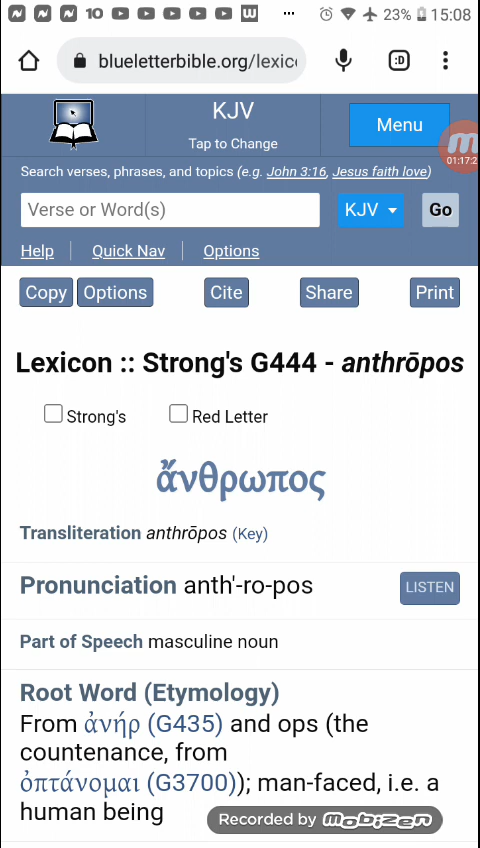 10 W ... 23% 15:08
blueletterbible.org/lexic :D
KJV
Tap to Change
Menu
01:17:2
Search verses, phrases, and topics (e.g. John 3:16, Jesus faith love)
Verse or Word(s) KJV Go
Help Quick Nav Options
Copy Options Cite Share Print
Lexicon :: Strong's G444 - anthrōpos
Strong's Red Letter
ἄνθρωπος
Transliteration anthrōpos (Key)
Pronunciation anth'-ro-pos LISTEN
Part of Speech masculine noun
Root Word (Etymology)
From ἀνήρ (G435) and ops (the
countenance, from
ὀπτάνομαι (G3700)); man-faced, i.e. a
human being
Recorded by mobizen